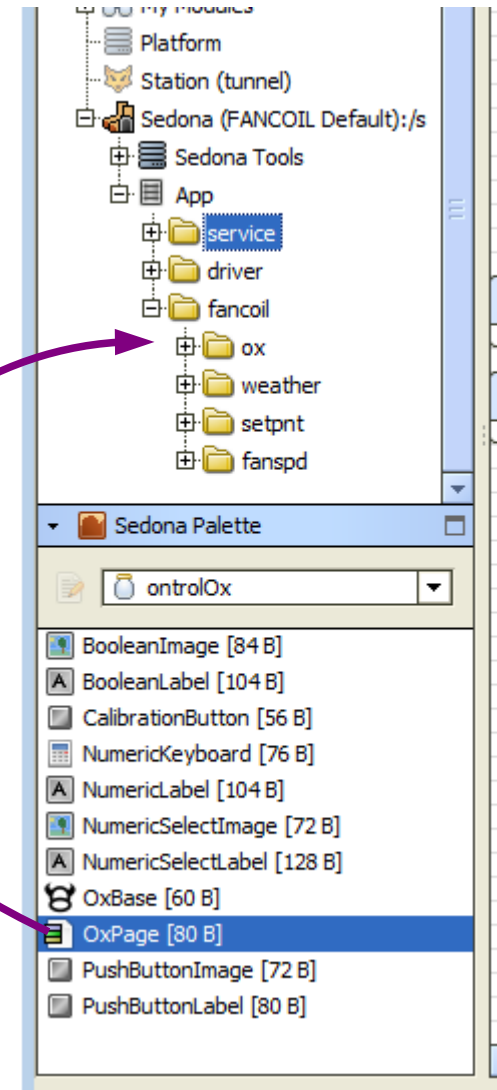 My Modules
Platform
Station (tunnel)
Sedona (FANCOIL Default):/s
Sedona Tools
App
service
driver
fancoil
ox
weather
setpnt
fanspd
Sedona Palette
ontrolOx
BooleanImage [84 B]
BooleanLabel [104 B]
CalibrationButton [56 B]
NumericKeyboard [76 B]
NumericLabel [104 B]
NumericSelectImage [72 B]
NumericSelectLabel [128 B]
OxBase [60 B]
OxPage [80 B]
PushButtonImage [72 B]
PushButtonLabel [80 B]